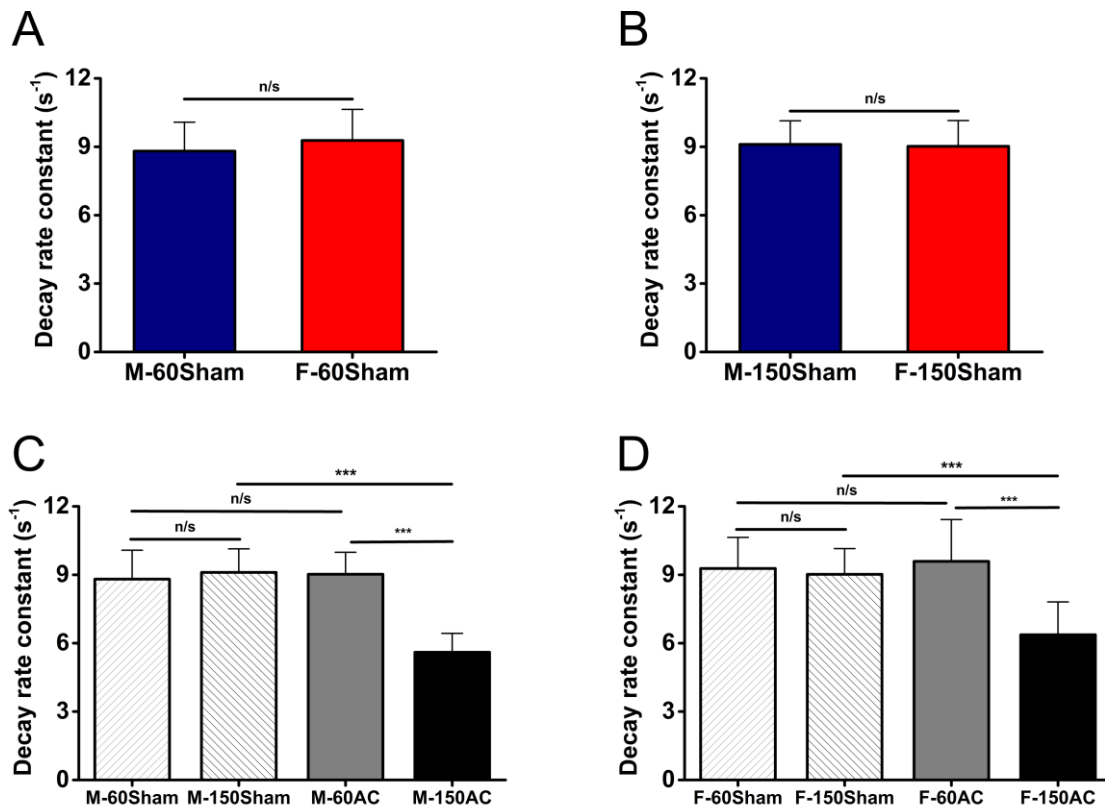 A
Decay rate constant (s⁻¹)
12
9
6
3
0
n/s
M-60Sham F-60Sham
B
Decay rate constant (s⁻¹)
12
9
6
3
0
n/s
M-150Sham F-150Sham
C
Decay rate constant (s⁻¹)
12
9
6
3
0
***
n/s
n/s
***
M-60Sham M-150Sham M-60AC M-150AC
D
Decay rate constant (s⁻¹)
12
9
6
3
0
***
n/s
***
n/s
F-60Sham F-150Sham F-60AC F-150AC